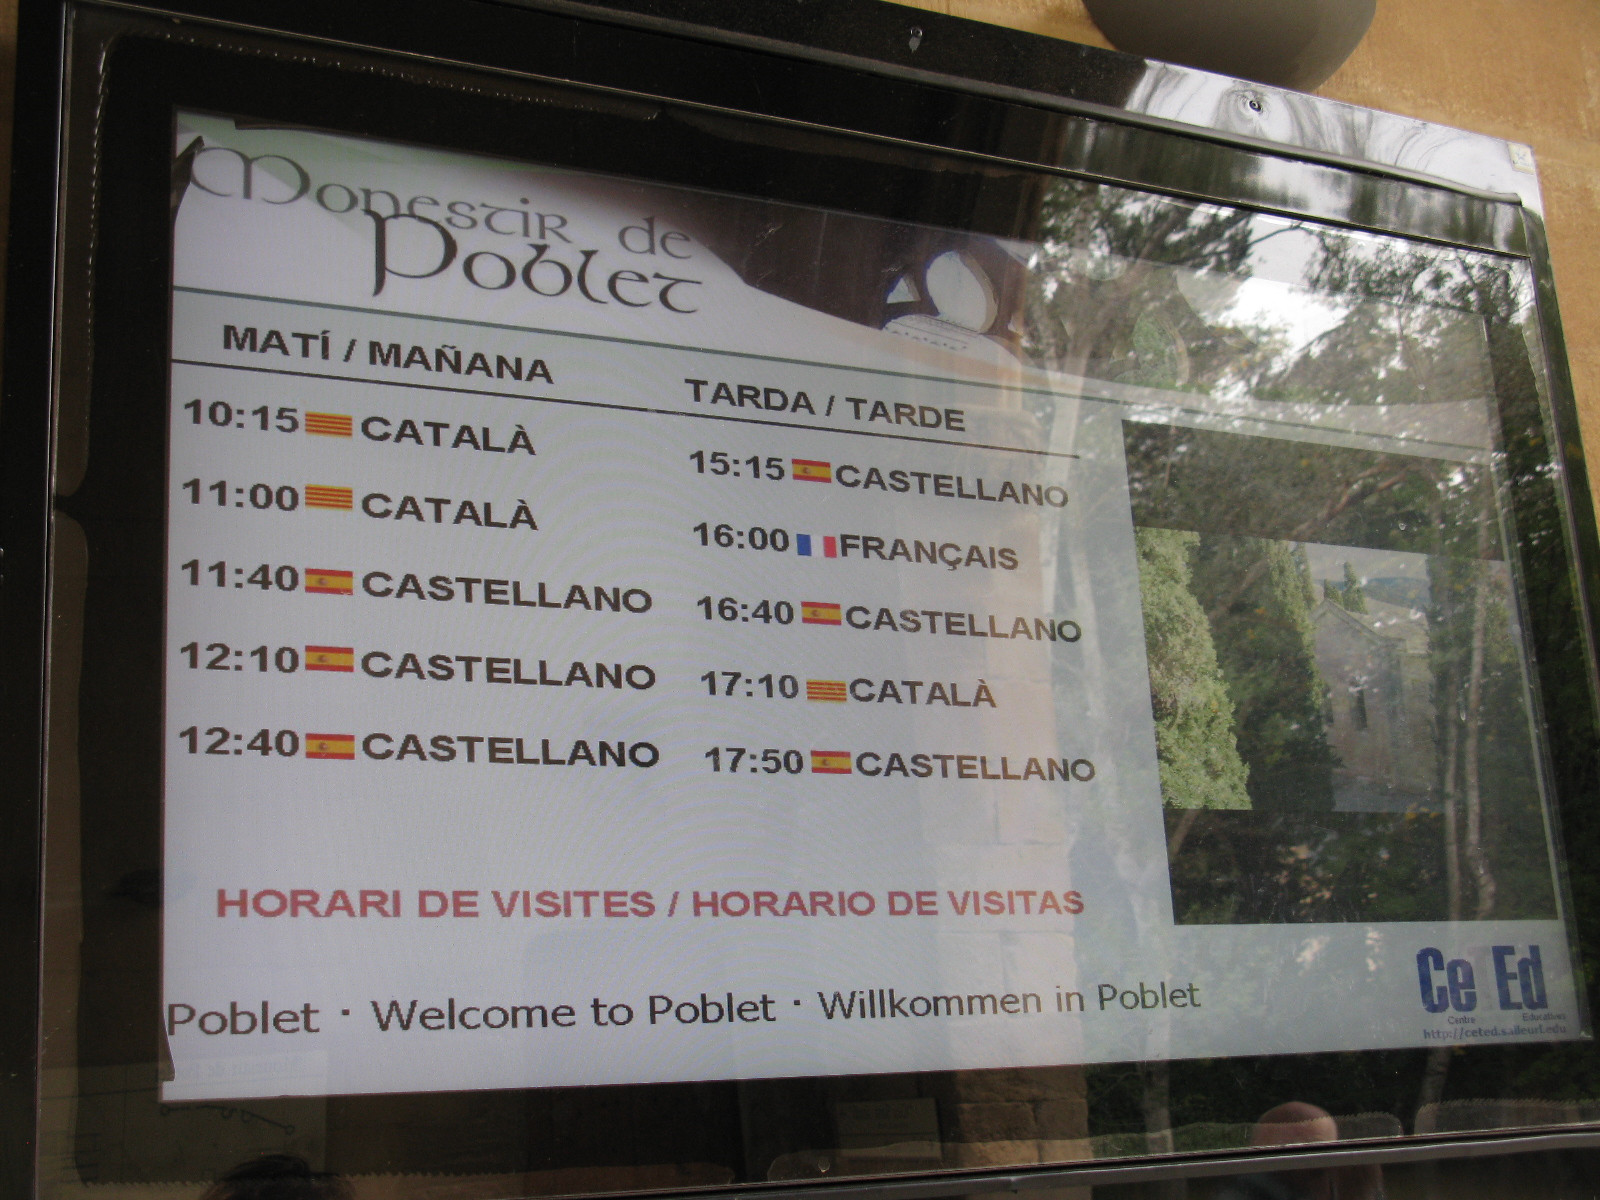 Monestir de
Poblet
MATÍ / MAÑANA
10:15 CATALÀ
11:00 CATALÀ
11:40 CASTELLANO
12:10 CASTELLANO
12:40 CASTELLANO
TARDA / TARDE
15:15 CASTELLANO
16:00 FRANÇAIS
16:40 CASTELLANO
17:10 CATALÀ
17:50 CASTELLANO
HORARI DE VISITES / HORARIO DE VISITAS
Poblet · Welcome to Poblet · Willkommen in Poblet
CeTEd
Centre Educatives